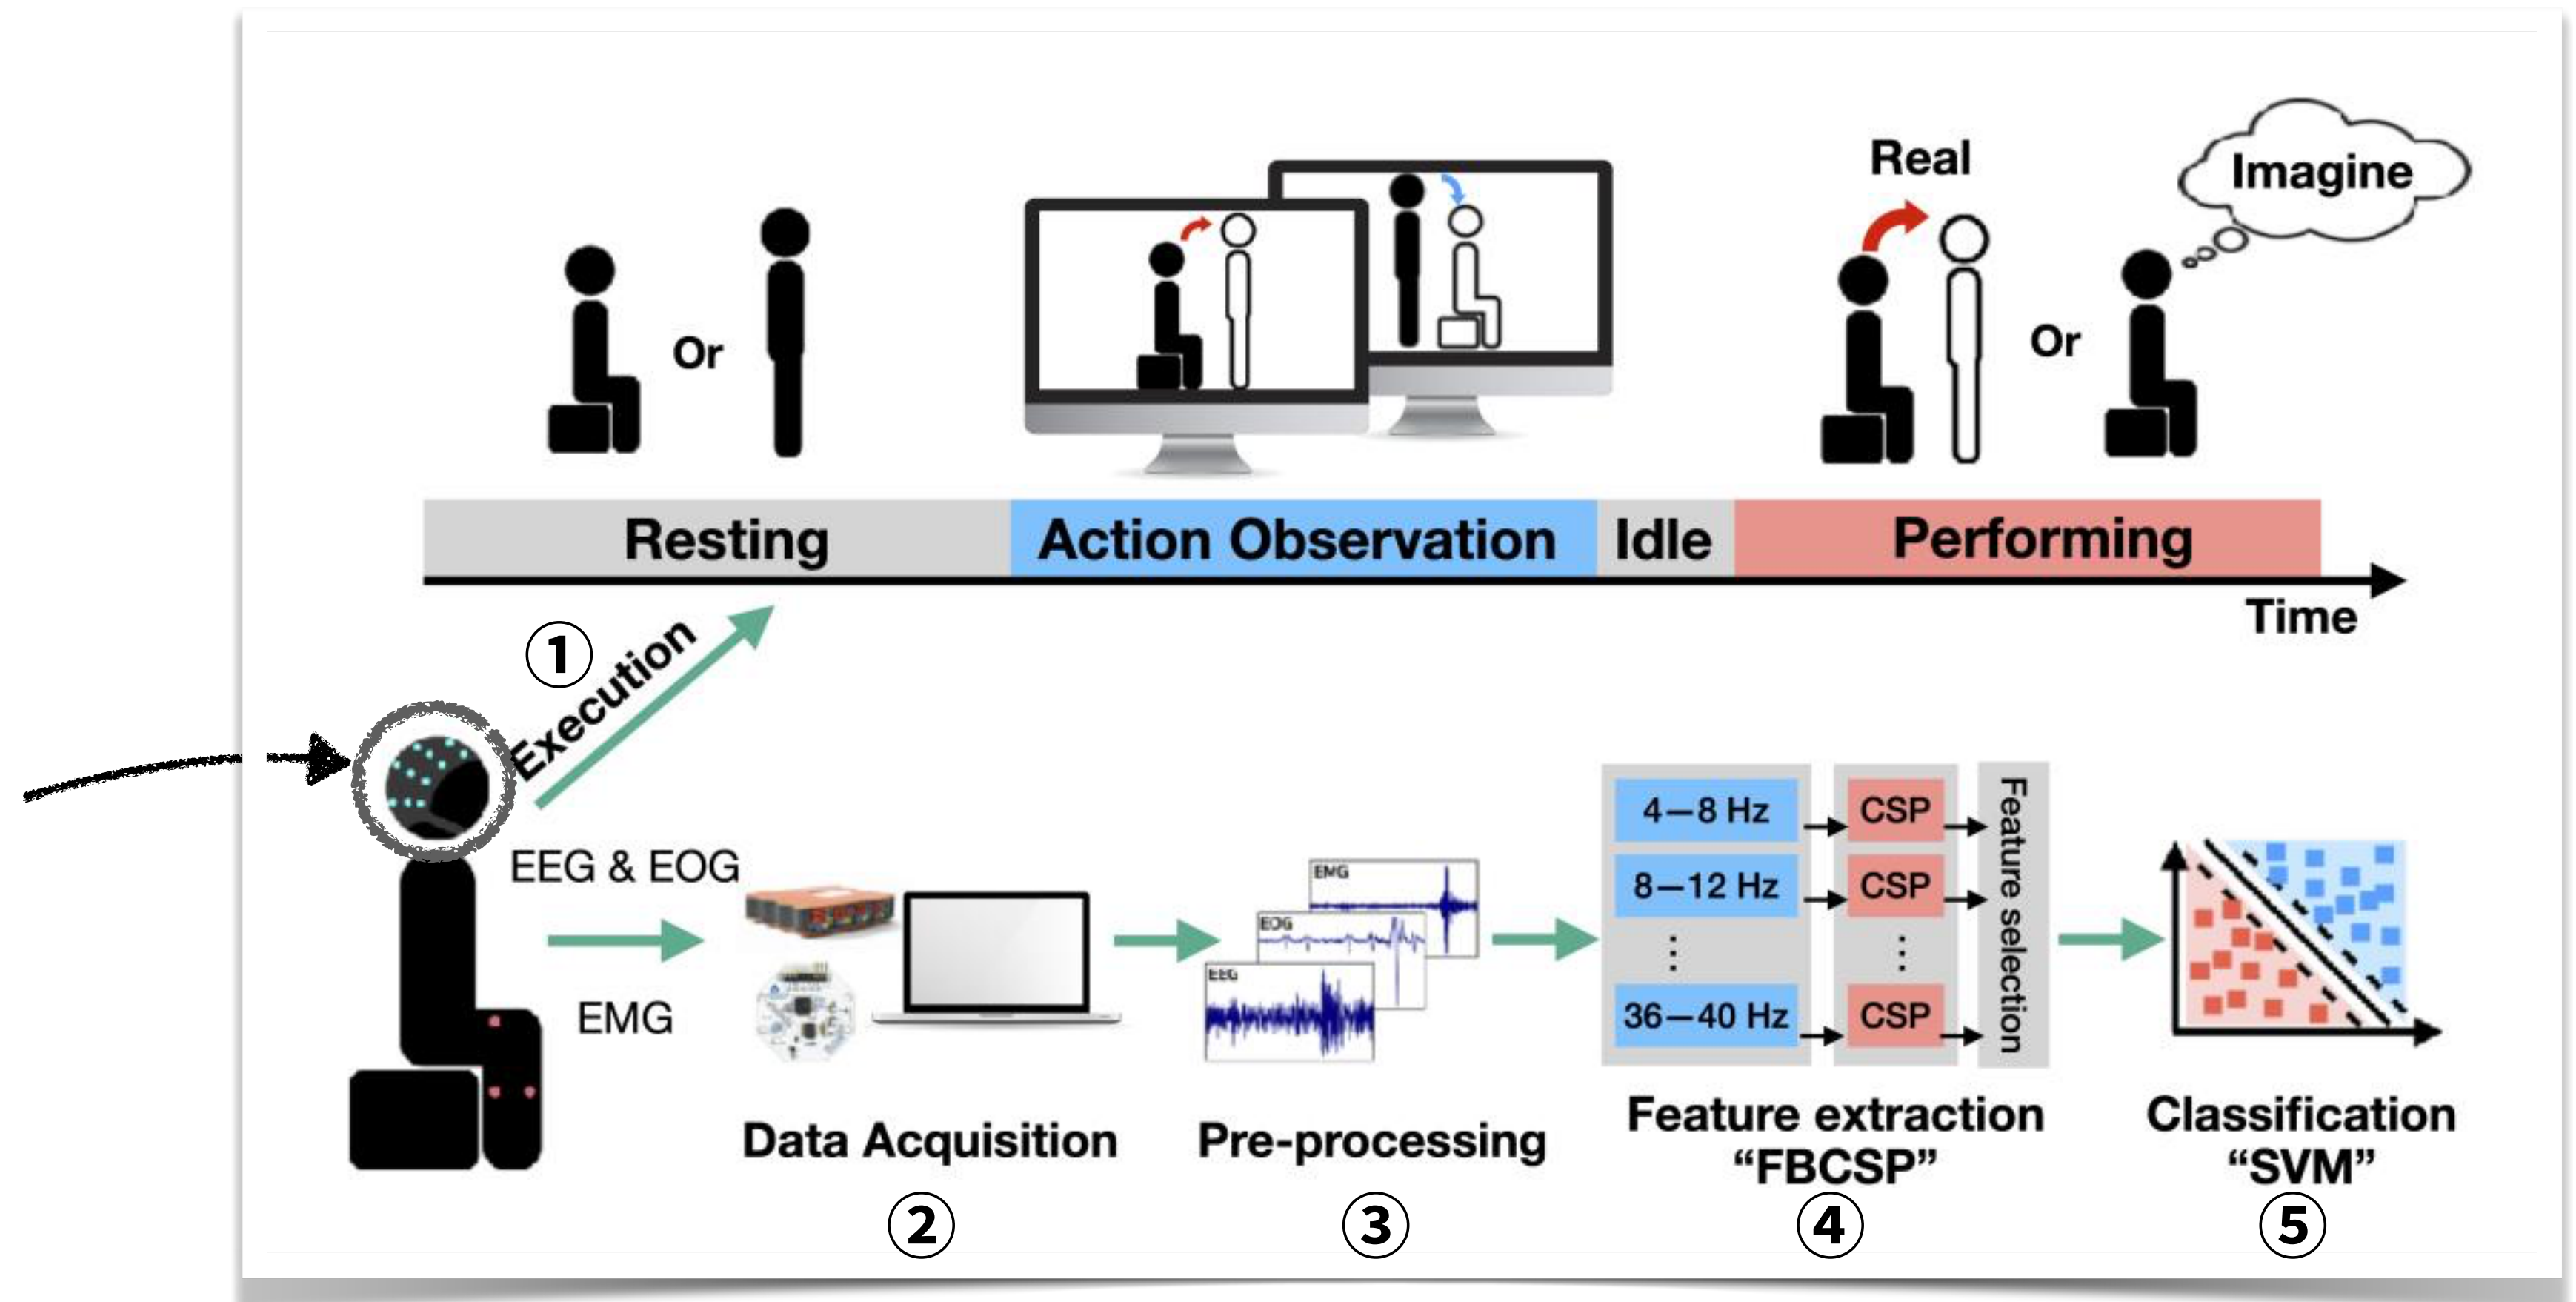 Real
Imagine
Or
Or
Resting
Action Observation
Idle
Performing
Time
①
Execution
EEG & EOG
EMG
EMG
EOG
EEG
4—8 Hz
CSP
8—12 Hz
CSP
⋮
⋮
36—40 Hz
CSP
Feature selection
Data Acquisition
Pre-processing
Feature extraction
“FBCSP”
Classification
“SVM”
②
③
④
⑤